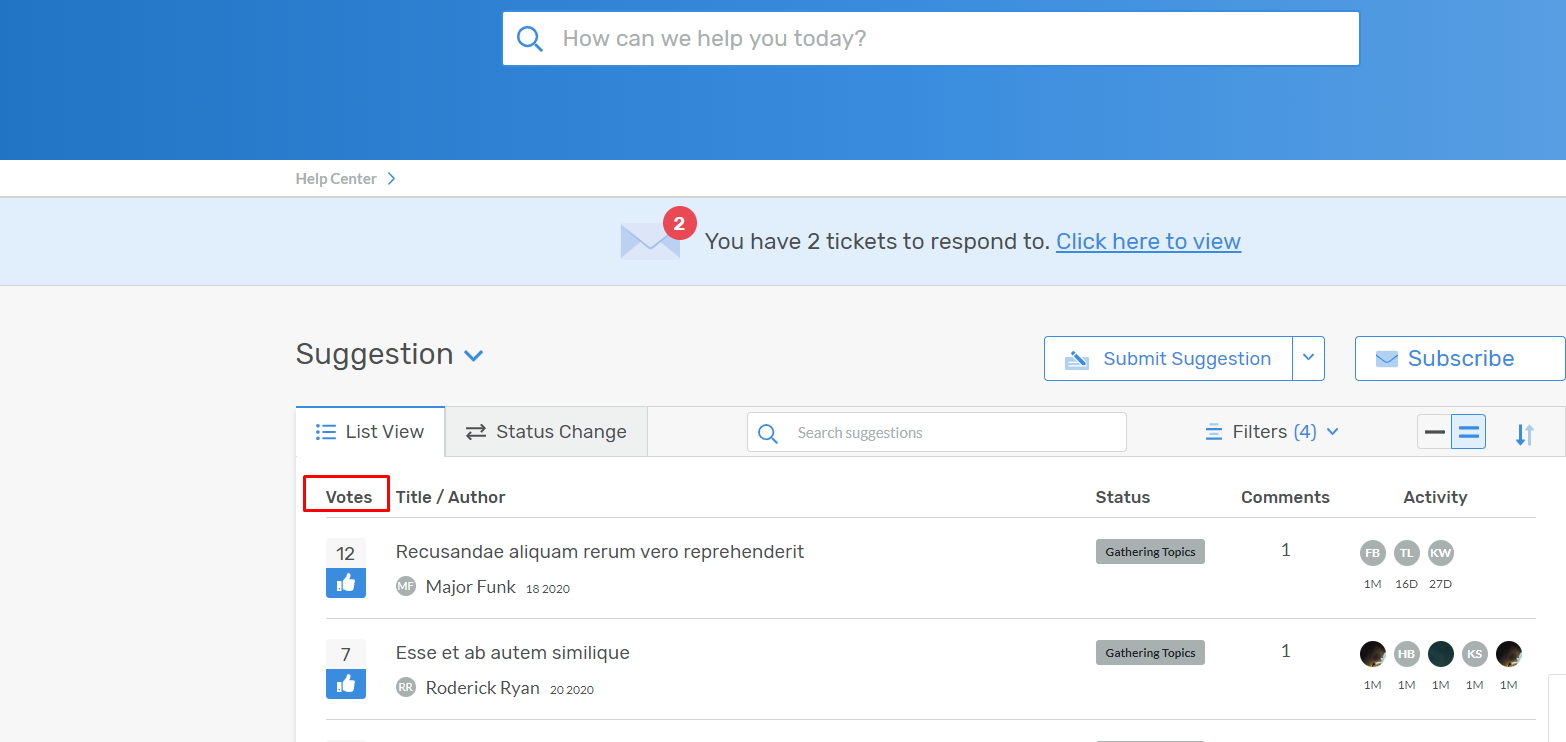 How can we help you today?
Help Center
2
You have 2 tickets to respond to. Click here to view
Suggestion
Submit Suggestion
Subscribe
List View
Status Change
Search suggestions
Filters (4)
Votes Title / Author Status Comments Activity
12 Recusandae aliquam rerum vero reprehenderit Gathering Topics 1 FB TL KW
MF Major Funk 18 2020 1M 16D 27D
7 Esse et ab autem similique Gathering Topics 1 HB KS
RR Roderick Ryan 20 2020 1M 1M 1M 1M 1M